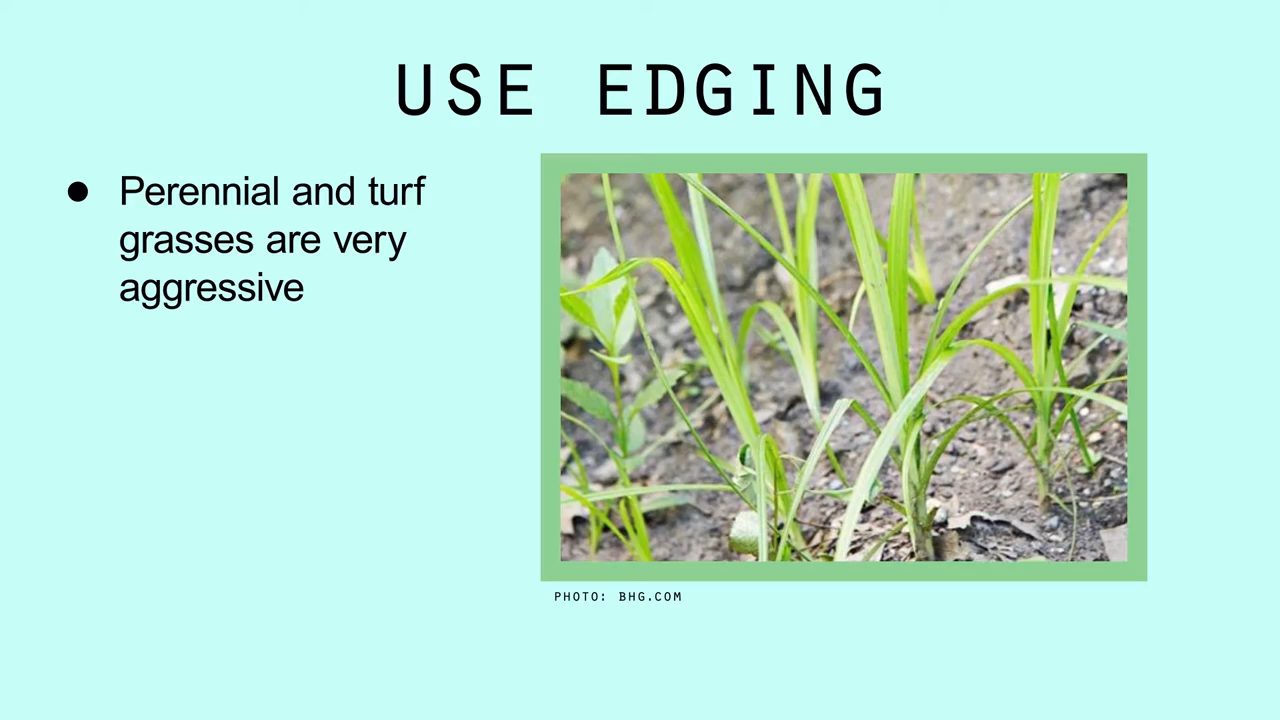 USE EDGING
● Perennial and turf
grasses are very
aggressive
PHOTO: BHG.COM